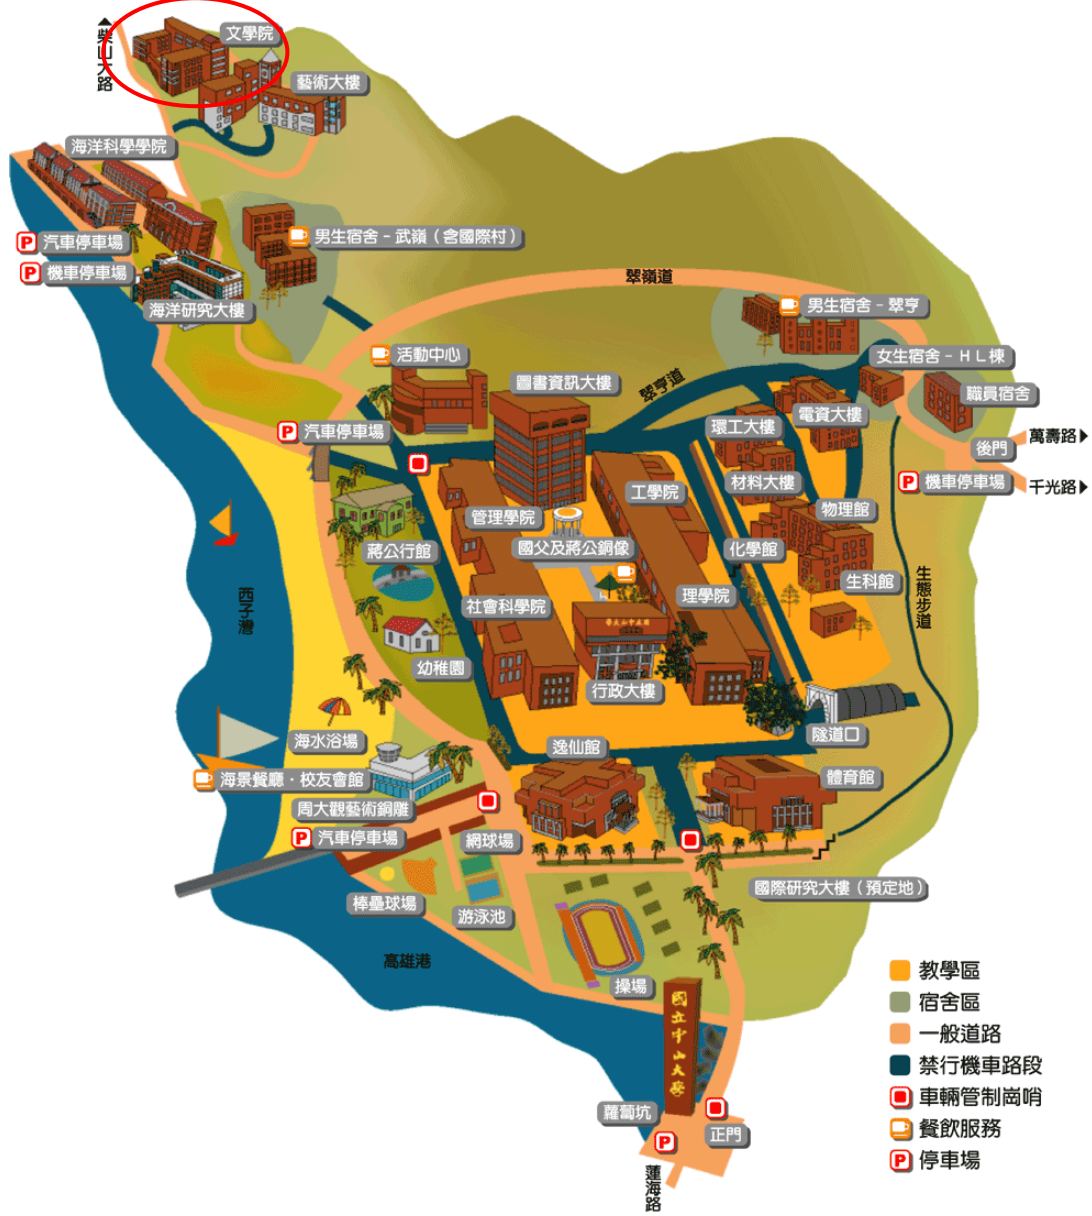 柴山大路
文學院
藝術大樓
海洋科學學院
P 汽車停車場
P 機車停車場
男生宿舍－武嶺（含國際村）
海洋研究大樓
翠嶺道
男生宿舍－翠亨
女生宿舍－ＨＬ棟
職員宿舍
活動中心
圖書資訊大樓
翠亨道
電資大樓
環工大樓
P 汽車停車場
後門
萬壽路
千光路
P 機車停車場
工學院
材料大樓
管理學院
物理館
國父及蔣公銅像
化學館
蔣公行館
生科館
生態步道
西子灣
社會科學院
理學院
國立中山大學
幼稚園
行政大樓
海水浴場
逸仙館
隧道口
海景餐廳．校友會館
體育館
周大觀藝術銅雕
P 汽車停車場
網球場
國際研究大樓（預定地）
棒壘球場
游泳池
高雄港
操場
國立中山大學
蘿蔔坑
正門
P
蓮海路
教學區
宿舍區
一般道路
禁行機車路段
車輛管制崗哨
餐飲服務
P 停車場